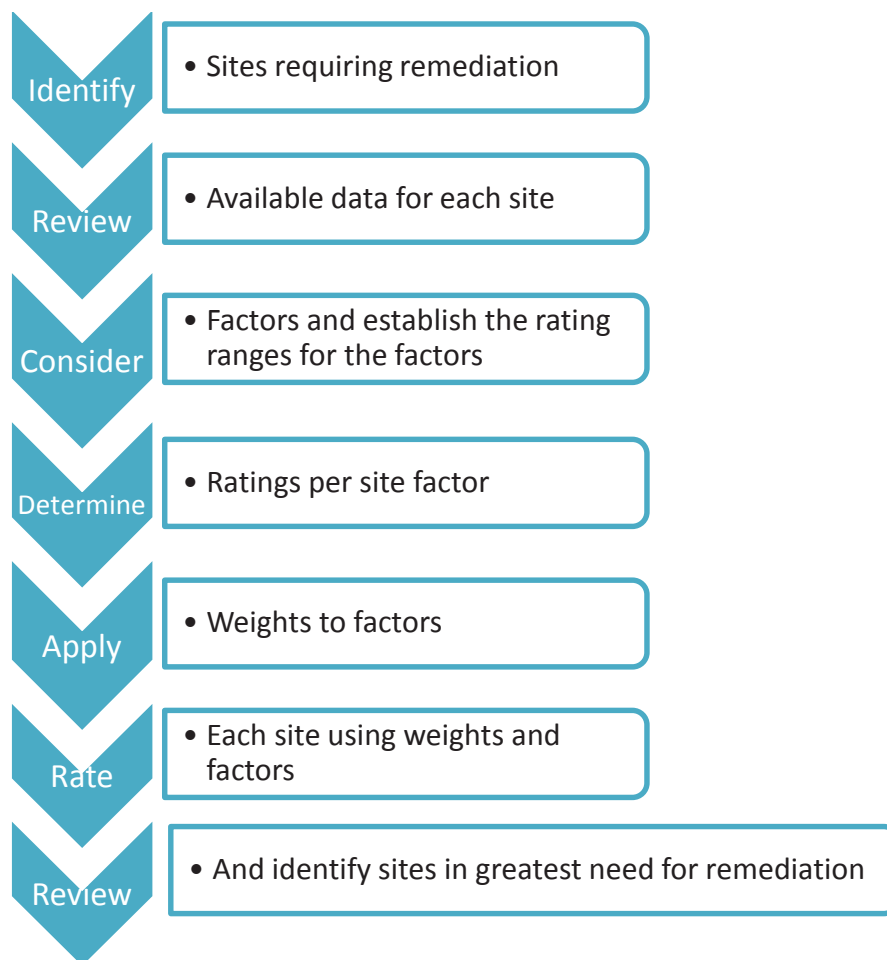 Identify
• Sites requiring remediation
Review
• Available data for each site
Consider
• Factors and establish the rating
ranges for the factors
Determine
• Ratings per site factor
Apply
• Weights to factors
Rate
• Each site using weights and
factors
Review
• And identify sites in greatest need for remediation